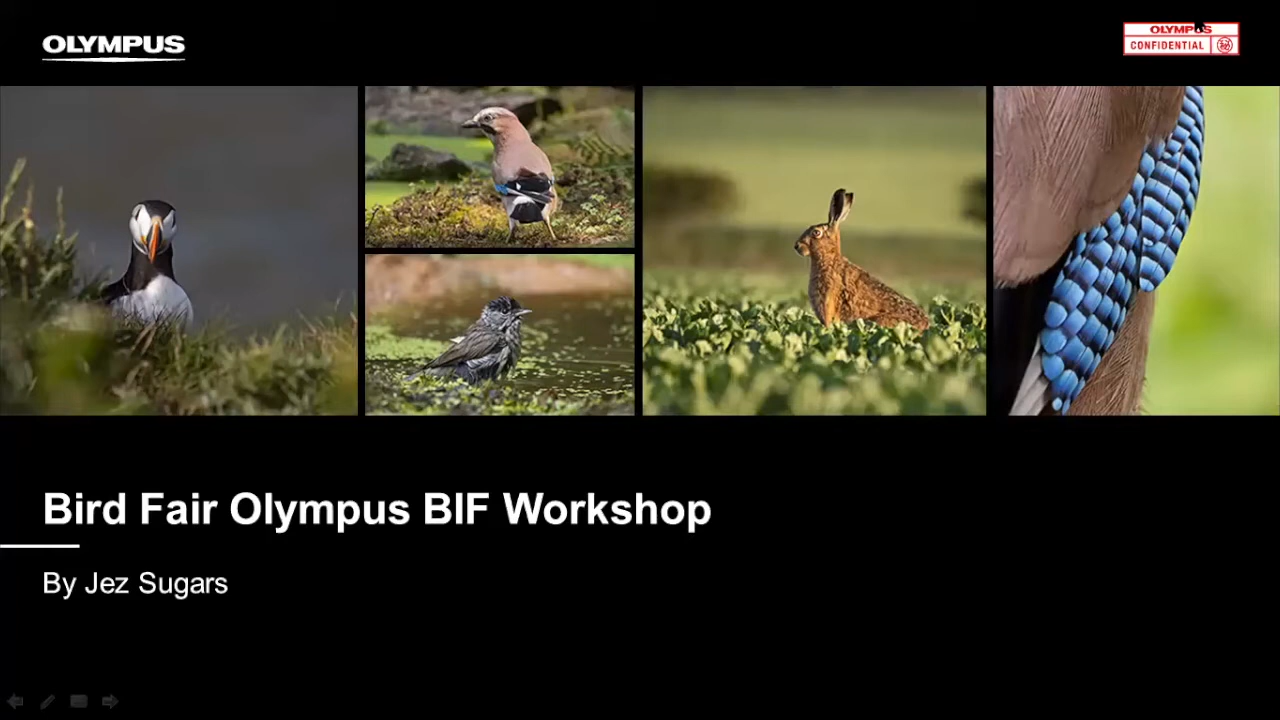 OLYMPUS
OLYMPUS
CONFIDENTIAL
Bird Fair Olympus BIF Workshop
By Jez Sugars